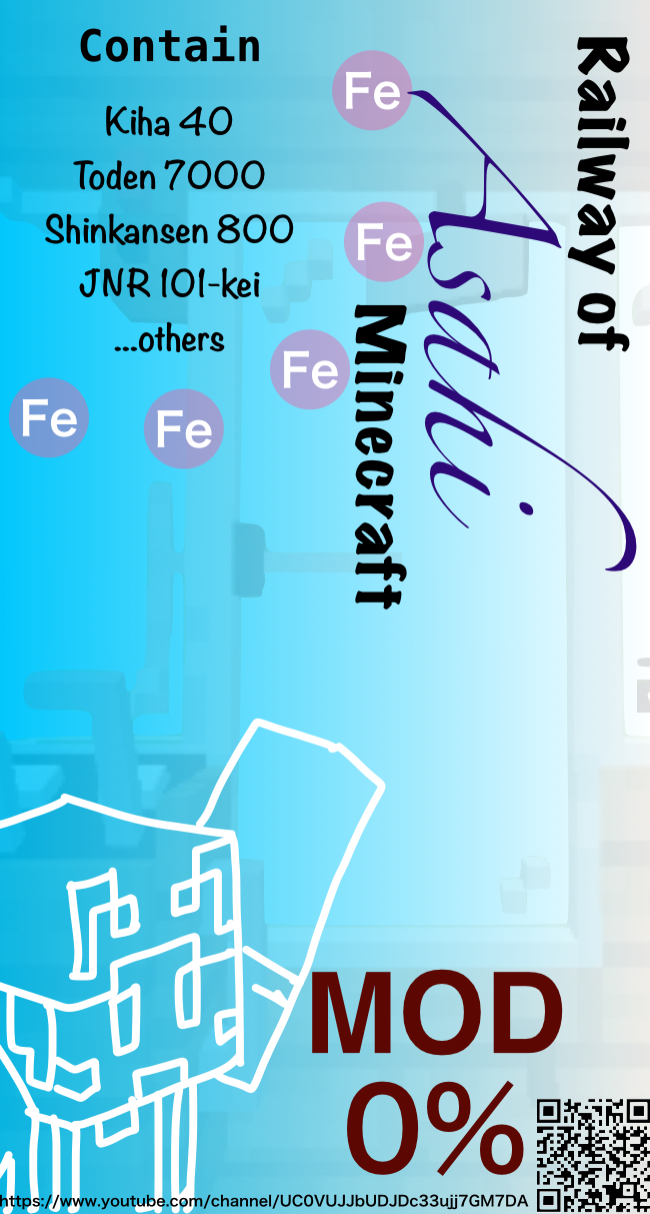 Contain
Kiha 40
Toden 7000
Shinkansen 800
JNR 101-kei
...others
Railway of
Asahi
Minecraft
Fe
Fe
Fe
Fe
Fe
MOD
0%
https://www.youtube.com/channel/UC0VUJJbUDJDc33ujj7GM7DA